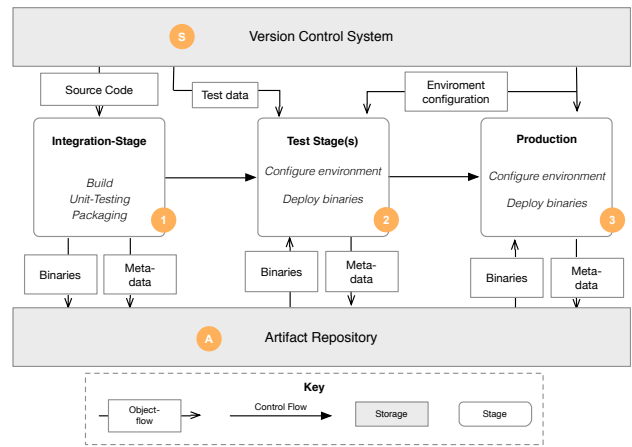 S
Version Control System
Source Code
Test data
Enviroment
configuration
Integration-Stage
Build
Unit-Testing
Packaging
1
Test Stage(s)
Configure environment
Deploy binaries
2
Production
Configure environment
Deploy binaries
3
Binaries
Meta-
data
Binaries
Meta-
data
Binaries
Meta-
data
A
Artifact Repository
Key
Object-
flow
Control Flow
Storage
Stage